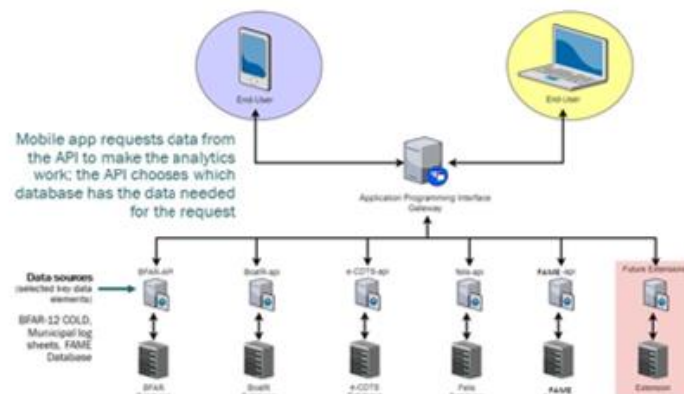 End-User
End-User
Mobile app requests data from
the API to make the analytics
work; the API chooses which
database has the data needed
for the request
Application Programming Interface
Gateway
BFAR-API
BoatR-api
e-CDTS-api
felis-api
FAME-api
Future Extension
Data sources
(selected key data
elements)
BFAR-12 COLD,
Municipal log
sheets, FAME
Database
BFAR
BoatR
e-CDTS
Felis
FAME
Extension